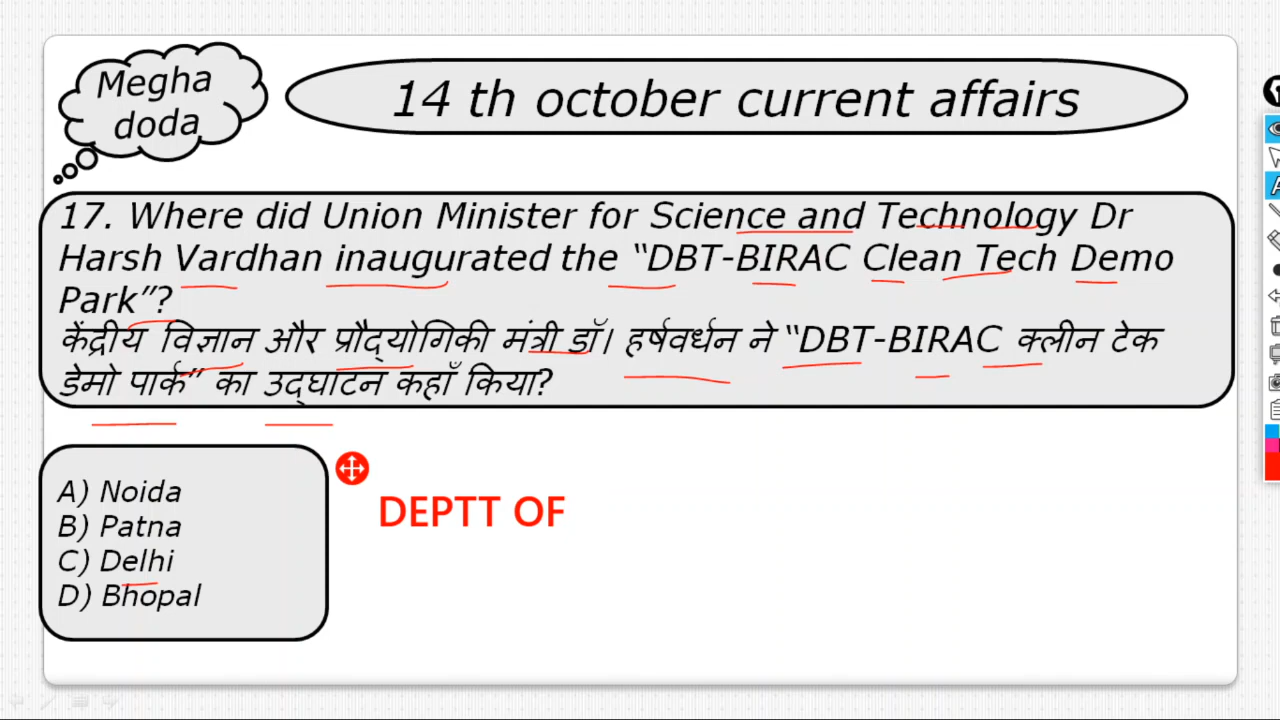 Megha
doda
14 th october current affairs
17. Where did Union Minister for Science and Technology Dr
Harsh Vardhan inaugurated the “DBT-BIRAC Clean Tech Demo
Park”?
केंद्रीय विज्ञान और प्रौद्योगिकी मंत्री डॉ। हर्षवर्धन ने “DBT-BIRAC क्लीन टेक
डेमो पार्क” का उद्घाटन कहाँ किया?
A) Noida
B) Patna
C) Delhi
D) Bhopal
DEPTT OF